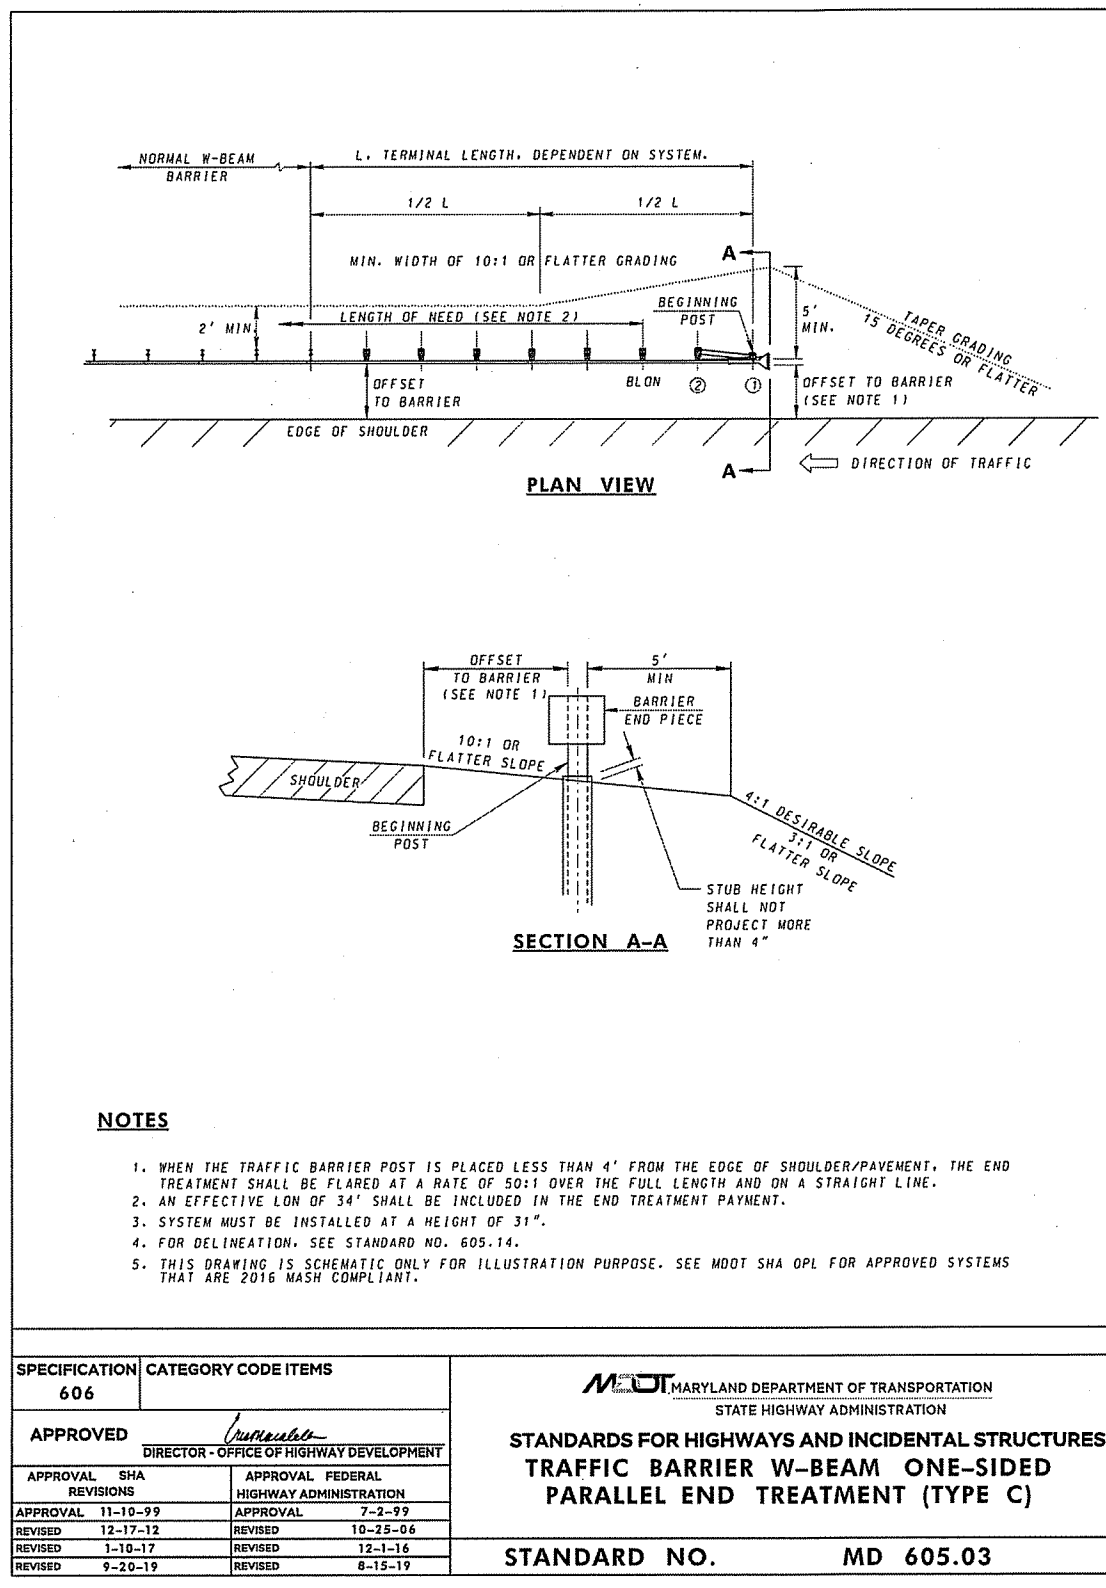 NORMAL W-BEAM
BARRIER
L. TERMINAL LENGTH. DEPENDENT ON SYSTEM.
1/2 L
1/2 L
MIN. WIDTH OF 10:1 OR FLATTER GRADING
A
BEGINNING
POST
5'
MIN.
TAPER GRADING
15 DEGREES OR FLATTER
2' MIN.
LENGTH OF NEED (SEE NOTE 2)
OFFSET
TO BARRIER
BLON
2
1
OFFSET TO BARRIER
(SEE NOTE 1)
EDGE OF SHOULDER
A
DIRECTION OF TRAFFIC
PLAN VIEW
OFFSET
TO BARRIER
(SEE NOTE 1)
5'
MIN
BARRIER
END PIECE
10:1 OR
FLATTER SLOPE
SHOULDER
BEGINNING
POST
4:1 DESIRABLE SLOPE
3:1 OR
FLATTER SLOPE
STUB HEIGHT
SHALL NOT
PROJECT MORE
THAN 4"
SECTION A-A
NOTES
1. WHEN THE TRAFFIC BARRIER POST IS PLACED LESS THAN 4' FROM THE EDGE OF SHOULDER/PAVEMENT, THE END
TREATMENT SHALL BE FLARED AT A RATE OF 50:1 OVER THE FULL LENGTH AND ON A STRAIGHT LINE.
2. AN EFFECTIVE LON OF 34' SHALL BE INCLUDED IN THE END TREATMENT PAYMENT.
3. SYSTEM MUST BE INSTALLED AT A HEIGHT OF 31".
4. FOR DELINEATION, SEE STANDARD NO. 605.14.
5. THIS DRAWING IS SCHEMATIC ONLY FOR ILLUSTRATION PURPOSE. SEE MDOT SHA OPL FOR APPROVED SYSTEMS
THAT ARE 2016 MASH COMPLIANT.
SPECIFICATION
606
CATEGORY CODE ITEMS
APPROVED
DIRECTOR - OFFICE OF HIGHWAY DEVELOPMENT
APPROVAL SHA
REVISIONS
APPROVAL FEDERAL
HIGHWAY ADMINISTRATION
APPROVAL 11-10-99
APPROVAL 7-2-99
REVISED 12-17-12
REVISED 10-25-06
REVISED 1-10-17
REVISED 12-1-16
REVISED 9-20-19
REVISED 8-15-19
MDOT MARYLAND DEPARTMENT OF TRANSPORTATION
STATE HIGHWAY ADMINISTRATION
STANDARDS FOR HIGHWAYS AND INCIDENTAL STRUCTURES
TRAFFIC BARRIER W-BEAM ONE-SIDED
PARALLEL END TREATMENT (TYPE C)
STANDARD NO. MD 605.03